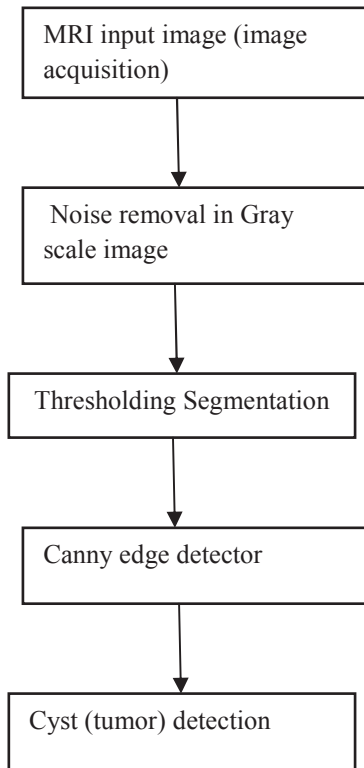 MRI input image (image
acquisition)
Noise removal in Gray
scale image
Thresholding Segmentation
Canny edge detector
Cyst (tumor) detection